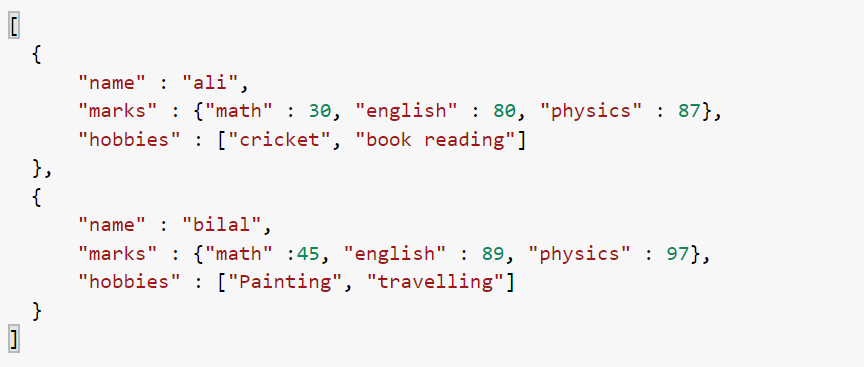 [
  {
      "name" : "ali",
      "marks" : {"math" : 30, "english" : 80, "physics" : 87},
      "hobbies" : ["cricket", "book reading"]
  },
  {
      "name" : "bilal",
      "marks" : {"math" :45, "english" : 89, "physics" : 97},
      "hobbies" : ["Painting", "travelling"]
  }
]